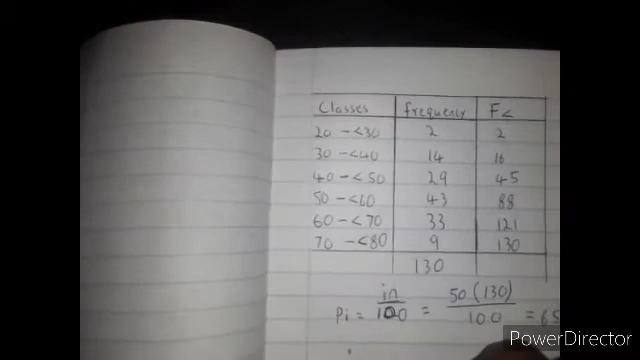 Classes frequency F<
20 - <30 2 2
30 - <40 14 16
40 - <50 29 45
50 - <60 43 88
60 - <70 33 121
70 - <80 9 130
130
Pi = in/100 = 50(130)/100 = 65
PowerDirector